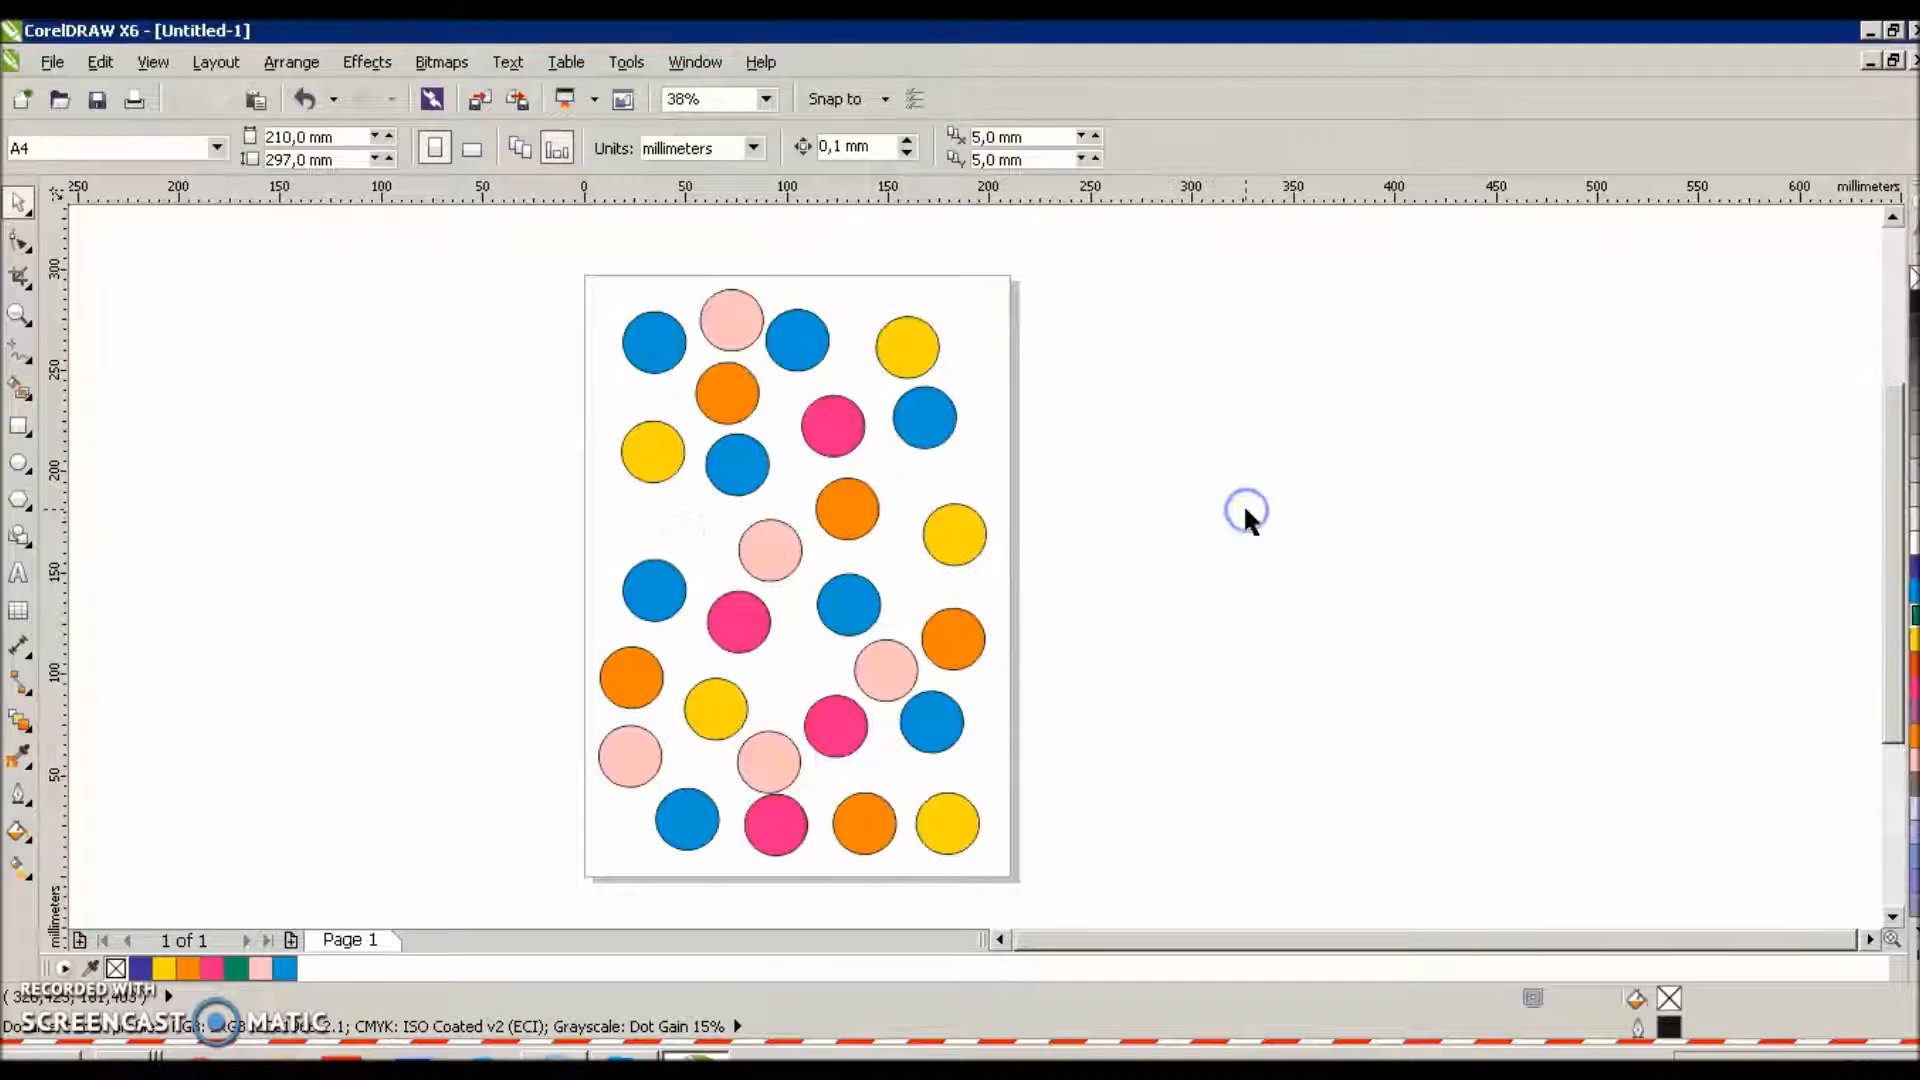 CorelDRAW X6 - [Untitled-1]
File Edit View Layout Arrange Effects Bitmaps Text Table Tools Window Help
38% Snap to
A4 210,0 mm 297,0 mm Units: millimeters 0,1 mm 5,0 mm 5,0 mm
250 200 150 100 50 0 50 100 150 200 250 300 350 400 450 500 550 600 millimeters
300
250
200
150
100
50
millimeters
1 of 1 Page 1
RECORDED WITH
SCREENCAST MATIC
CMYK: ISO Coated v2 (ECI); Grayscale: Dot Gain 15%